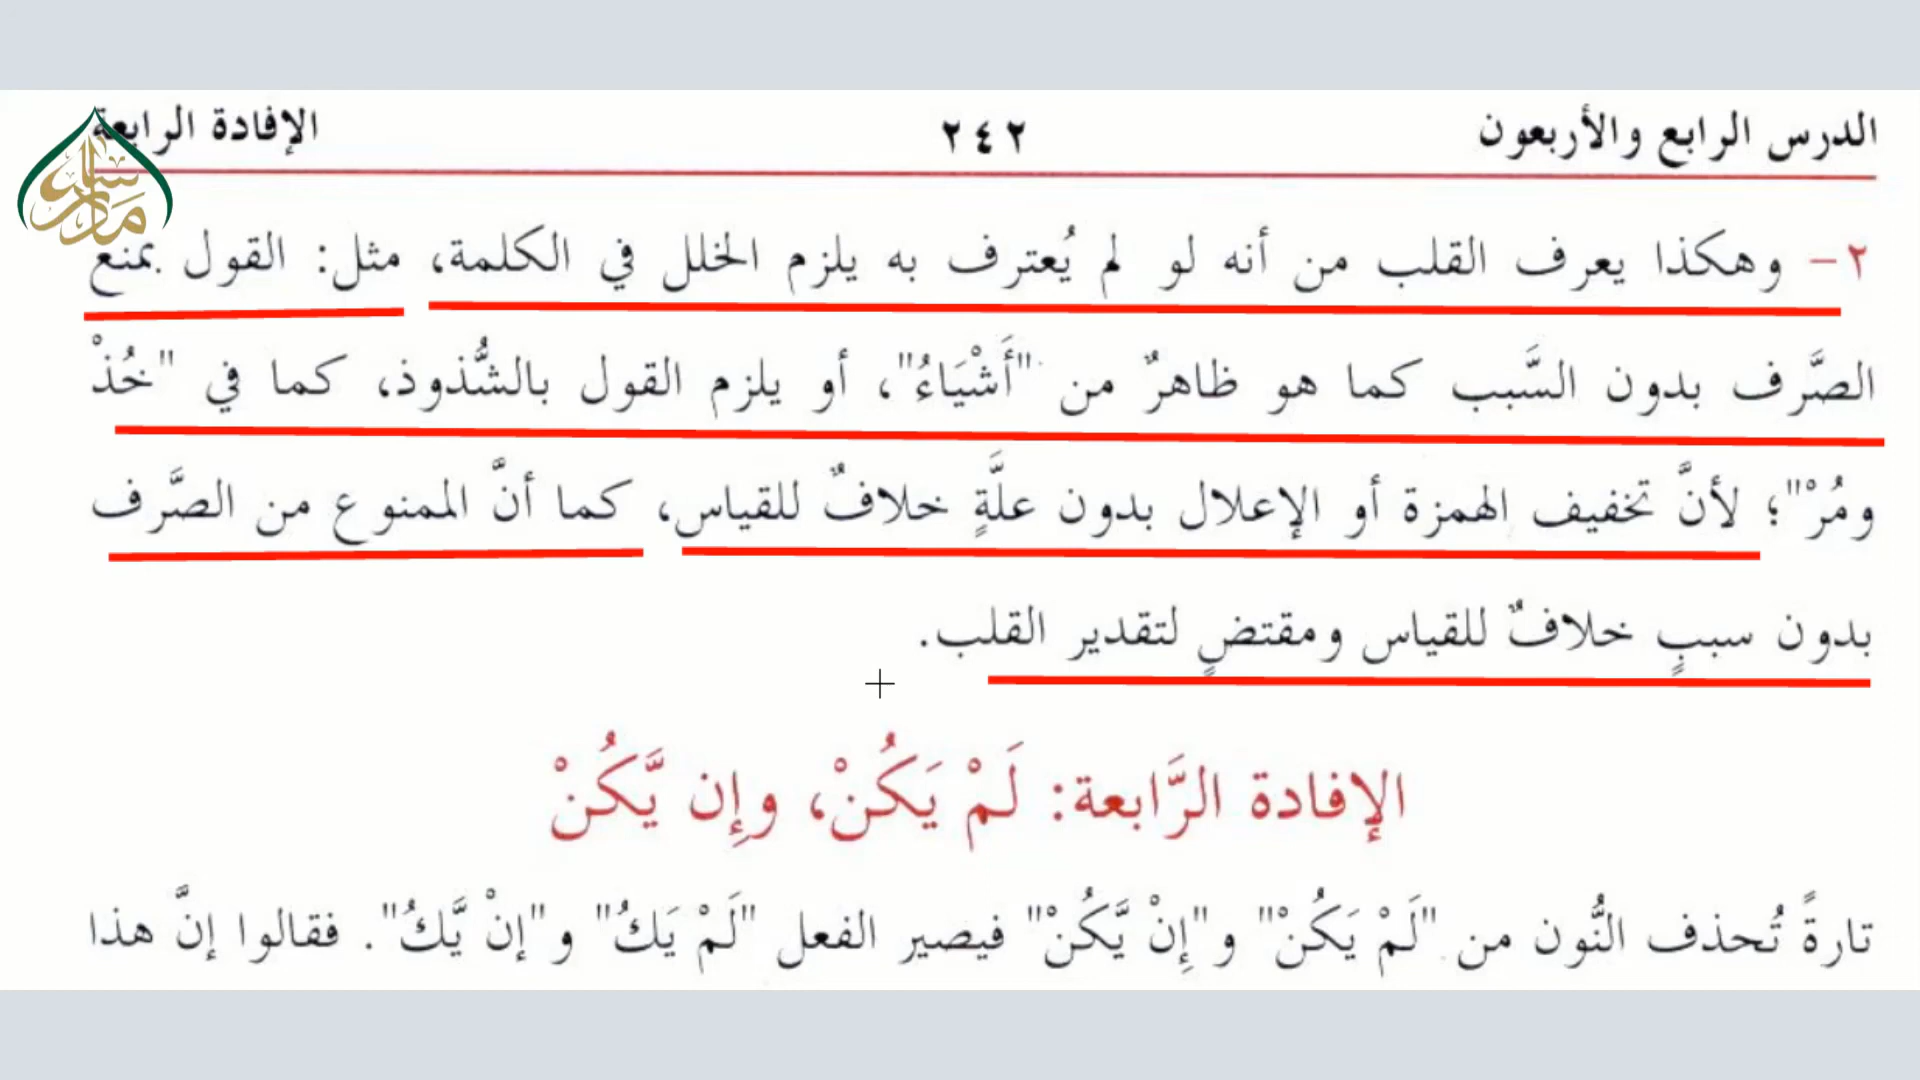 الدرس الرابع والأربعون ٢٤٢ الإفادة الرابعة
٢- وهكذا يعرف القلب من أنه لو لم يُعترف به يلزم الخلل في الكلمة، مثل: القول بمنع
الصَّرف بدون السَّبب كما هو ظاهرٌ من "أَشْيَاءُ"، أو يلزم القول بالشُّذوذ، كما في "خُذْ
ومُرْ"؛ لأنَّ تخفيف الهمزة أو الإعلال بدون علَّةٍ خلافٌ للقياس، كما أنَّ الممنوع من الصَّرف
بدون سببٍ خلافٌ للقياس ومقتضٍ لتقدير القلب.
الإفادة الرَّابعة: لَمْ يَكُنْ، وإِن يَّكُنْ
تارةً تُحذف النُّون من "لَمْ يَكُنْ" و"إِنْ يَّكُنْ" فيصير الفعل "لَمْ يَكُ" و"إنْ يَّكُ". فقالوا إنَّ هذا